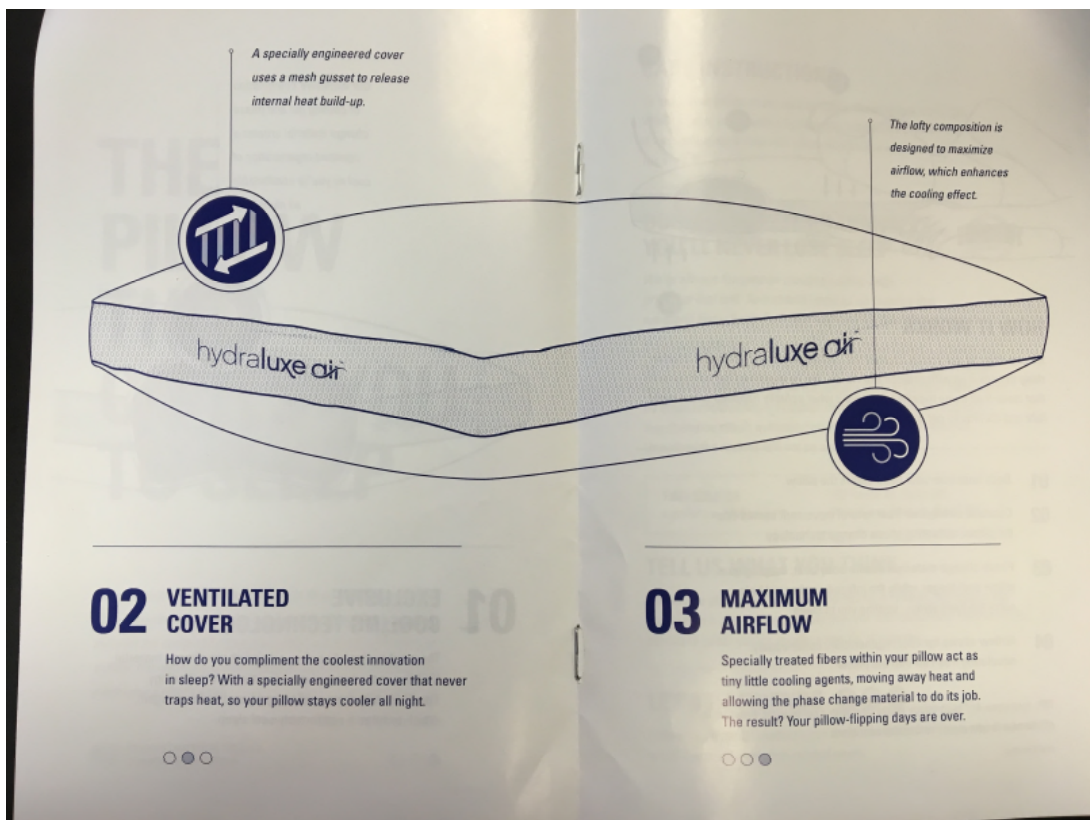 A specially engineered cover
uses a mesh gusset to release
internal heat build-up.
The lofty composition is
designed to maximize
airflow, which enhances
the cooling effect.
hydraluxe air
hydraluxe air
02 VENTILATED
COVER
How do you compliment the coolest innovation
in sleep? With a specially engineered cover that never
traps heat, so your pillow stays cooler all night.
03 MAXIMUM
AIRFLOW
Specially treated fibers within your pillow act as
tiny little cooling agents, moving away heat and
allowing the phase change material to do its job.
The result? Your pillow-flipping days are over.